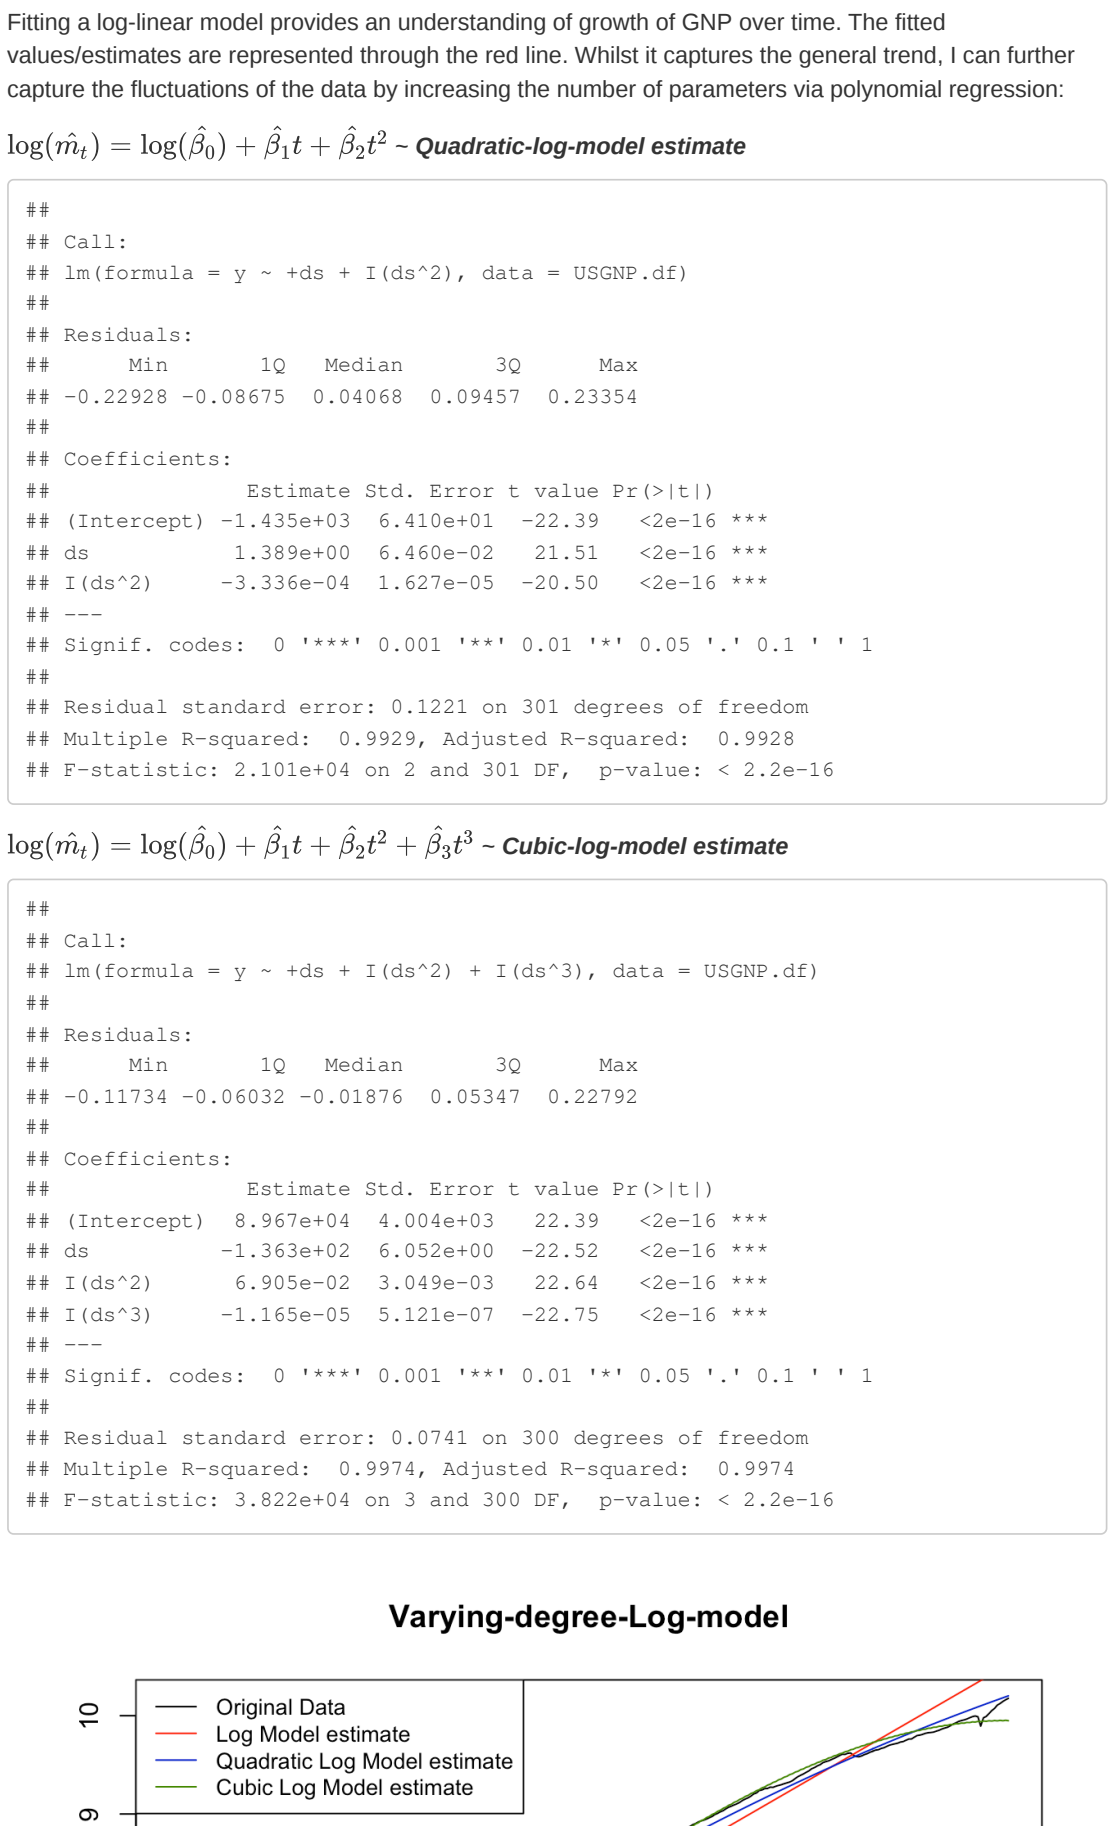 Fitting a log-linear model provides an understanding of growth of GNP over time. The fitted
values/estimates are represented through the red line. Whilst it captures the general trend, I can further
capture the fluctuations of the data by increasing the number of parameters via polynomial regression:
log(m̂_t) = log(β̂_0) + β̂_1t + β̂_2t² ~ Quadratic-log-model estimate
##
## Call:
## lm(formula = y ~ +ds + I(ds^2), data = USGNP.df)
##
## Residuals:
##      Min       1Q   Median       3Q      Max
## -0.22928 -0.08675  0.04068  0.09457  0.23354
##
## Coefficients:
##               Estimate Std. Error t value Pr(>|t|)
## (Intercept) -1.435e+03  6.410e+01  -22.39   <2e-16 ***
## ds           1.389e+00  6.460e-02   21.51   <2e-16 ***
## I(ds^2)     -3.336e-04  1.627e-05  -20.50   <2e-16 ***
## ---
## Signif. codes:  0 '***' 0.001 '**' 0.01 '*' 0.05 '.' 0.1 ' ' 1
##
## Residual standard error: 0.1221 on 301 degrees of freedom
## Multiple R-squared:  0.9929, Adjusted R-squared:  0.9928
## F-statistic: 2.101e+04 on 2 and 301 DF,  p-value: < 2.2e-16
log(m̂_t) = log(β̂_0) + β̂_1t + β̂_2t² + β̂_3t³ ~ Cubic-log-model estimate
##
## Call:
## lm(formula = y ~ +ds + I(ds^2) + I(ds^3), data = USGNP.df)
##
## Residuals:
##      Min       1Q   Median       3Q      Max
## -0.11734 -0.06032 -0.01876  0.05347  0.22792
##
## Coefficients:
##               Estimate Std. Error t value Pr(>|t|)
## (Intercept)  8.967e+04  4.004e+03   22.39   <2e-16 ***
## ds          -1.363e+02  6.052e+00  -22.52   <2e-16 ***
## I(ds^2)      6.905e-02  3.049e-03   22.64   <2e-16 ***
## I(ds^3)     -1.165e-05  5.121e-07  -22.75   <2e-16 ***
## ---
## Signif. codes:  0 '***' 0.001 '**' 0.01 '*' 0.05 '.' 0.1 ' ' 1
##
## Residual standard error: 0.0741 on 300 degrees of freedom
## Multiple R-squared:  0.9974, Adjusted R-squared:  0.9974
## F-statistic: 3.822e+04 on 3 and 300 DF,  p-value: < 2.2e-16
Varying-degree-Log-model
10
Original Data
Log Model estimate
Quadratic Log Model estimate
Cubic Log Model estimate
9